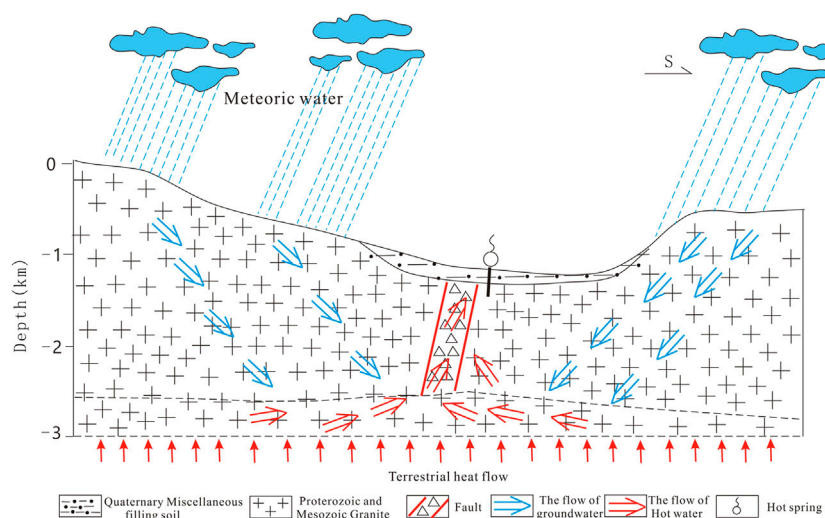 Meteoric water
S
0
−1
−2
−3
Depth(km)
Terrestrial heat flow
Quaternary Miscellaneous
filling soil
Proterozoic and
Mesozoic Granite
Fault
The flow of
groundwater
The flow of
Hot water
Hot spring